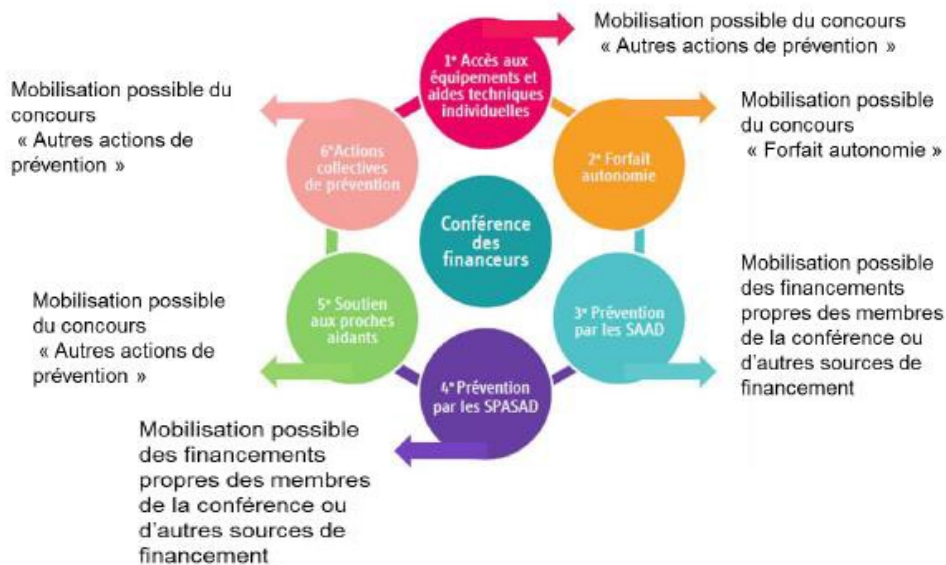 Mobilisation possible du concours
« Autres actions de prévention »
1° Accès aux
équipements et
aides techniques
individuelles
Mobilisation possible du
concours
« Autres actions de
prévention »
Mobilisation possible
du concours
« Forfait autonomie »
6°Actions
collectives
de prévention
2° Forfait
autonomie
Conférence
des
financeurs
Mobilisation possible
des financements
propres des membres
de la conférence ou
d’autres sources de
financement
Mobilisation possible
du concours
« Autres actions de
prévention »
5° Soutien
aux proches
aidants
3° Prévention
par les SAAD
4° Prévention
par les SPASAD
Mobilisation possible
des financements
propres des membres
de la conférence ou
d’autres sources de
financement